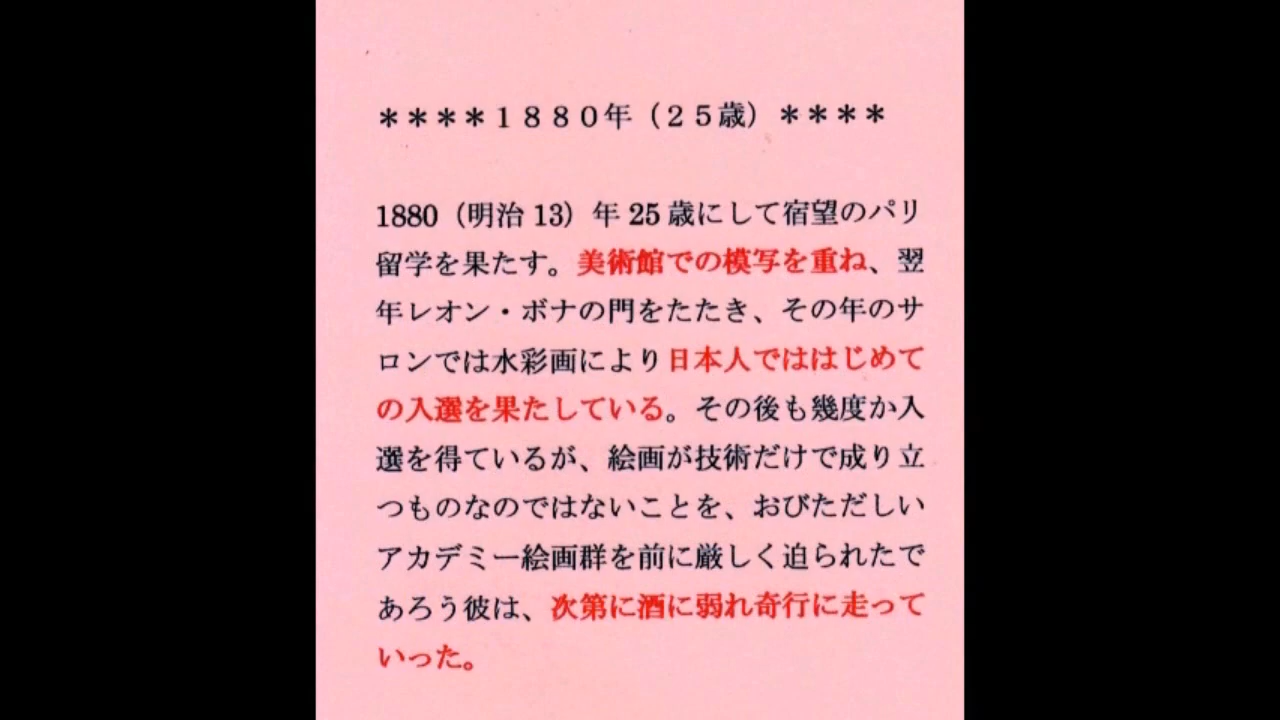 ＊＊＊＊１８８０年（２５歳）＊＊＊＊
1880（明治 13）年 25 歳にして宿望のパリ
留学を果たす。美術館での模写を重ね、翌
年レオン・ボナの門をたたき、その年のサ
ロンでは水彩画により日本人でははじめて
の入選を果たしている。その後も幾度か入
選を得ているが、絵画が技術だけで成り立
つものなのではないことを、おびただしい
アカデミー絵画群を前に厳しく迫られたで
あろう彼は、次第に酒に弱れ奇行に走って
いった。